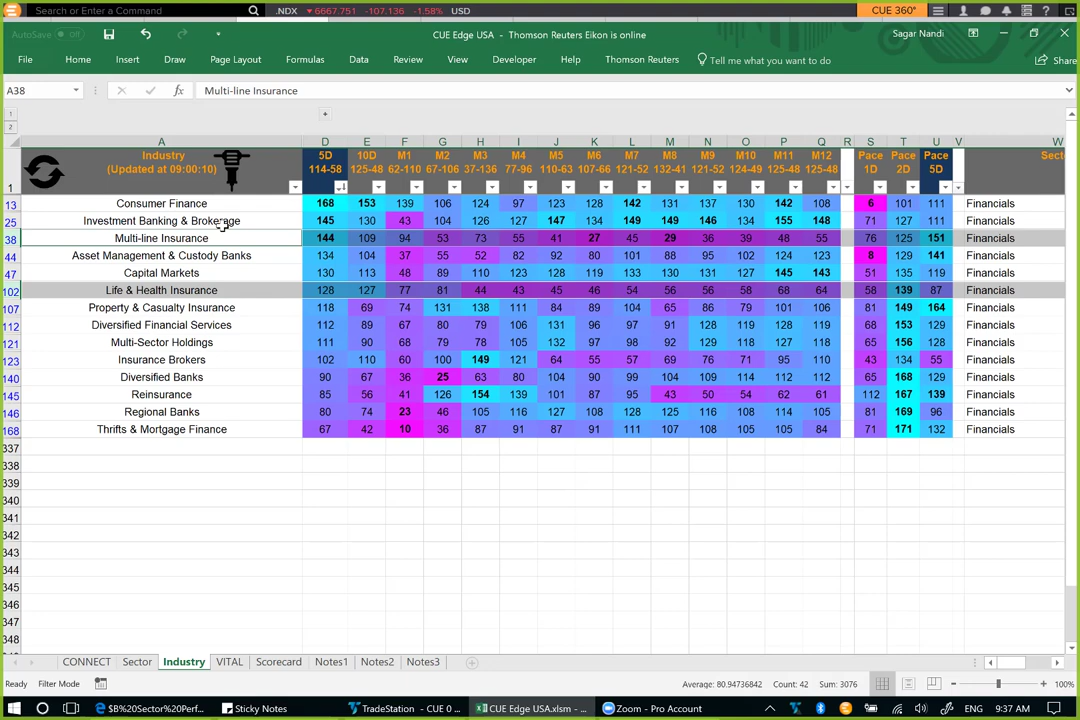 Search or Enter a Command .NDX 6667.751 -107.136 -1.58% USD CUE 360°
AutoSave Off CUE Edge USA - Thomson Reuters Eikon is online Sagar Nandi
File Home Insert Draw Page Layout Formulas Data Review View Developer Help Thomson Reuters Tell me what you want to do Share
A38 fx Multi-line Insurance
1
2
A D E F G H I J K L M N O P Q R S T U V W
Industry 5D 10D M1 M2 M3 M4 M5 M6 M7 M8 M9 M10 M11 M12 Pace Pace Pace Sect
(Updated at 09:00:10) 114-58 125-48 62-110 67-106 37-136 77-96 110-63 107-66 121-52 132-41 121-52 124-49 125-48 125-48 1D 2D 5D
1
13 Consumer Finance 168 153 139 106 124 97 123 128 142 131 137 130 142 108 6 101 111 Financials
25 Investment Banking & Brokerage 145 130 43 104 126 127 147 134 149 149 146 134 155 148 71 127 111 Financials
38 Multi-line Insurance 144 109 94 53 73 55 41 27 45 29 36 39 48 55 76 125 151 Financials
44 Asset Management & Custody Banks 134 104 37 55 52 82 92 80 101 88 95 102 124 123 8 129 141 Financials
47 Capital Markets 130 113 48 89 110 123 128 119 133 130 131 127 145 143 51 135 119 Financials
102 Life & Health Insurance 128 127 77 81 44 43 45 46 54 56 56 58 68 64 58 139 87 Financials
107 Property & Casualty Insurance 118 69 74 131 138 111 84 89 84 65 86 79 101 106 81 149 164 Financials
112 Diversified Financial Services 112 89 67 80 79 106 131 96 97 91 128 119 128 119 68 153 129 Financials
121 Multi-Sector Holdings 111 90 68 79 78 105 132 97 98 92 129 118 127 118 65 156 128 Financials
123 Insurance Brokers 102 110 60 100 149 121 64 55 57 69 76 71 95 110 43 134 55 Financials
140 Diversified Banks 90 67 36 25 63 80 104 90 99 104 109 114 112 112 65 168 129 Financials
145 Reinsurance 85 56 41 126 154 139 101 87 95 43 50 54 62 61 112 167 139 Financials
146 Regional Banks 80 74 23 46 105 116 127 108 128 125 116 108 114 105 81 169 96 Financials
168 Thrifts & Mortgage Finance 67 42 10 36 87 91 87 91 111 107 108 105 105 84 71 171 132 Financials
337
338
339
340
341
342
343
344
345
346
347
348
CONNECT Sector Industry VITAL Scorecard Notes1 Notes2 Notes3
Ready Filter Mode Average: 80.94736842 Count: 42 Sum: 3076 100%
$B%20Sector%20Perf... Sticky Notes TradeStation - CUE 0 ... CUE Edge USA.xlsm - ... Zoom - Pro Account ENG 9:37 AM